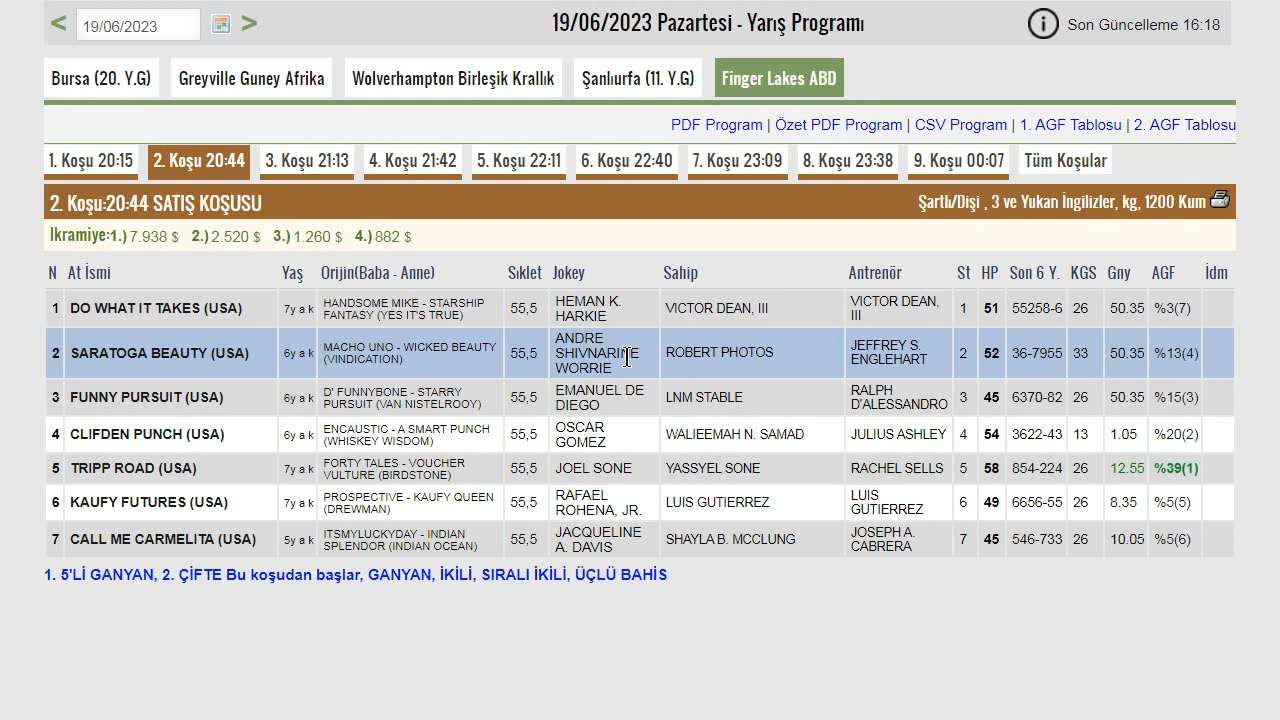 19/06/2023
19/06/2023 Pazartesi - Yarış Programı
Son Güncelleme 16:18
Bursa (20. Y.G)
Greyville Guney Afrika
Wolverhampton Birleşik Krallık
Şanlıurfa (11. Y.G)
Finger Lakes ABD
PDF Program | Özet PDF Program | CSV Program | 1. AGF Tablosu | 2. AGF Tablosu
1. Koşu 20:15
2. Koşu 20:44
3. Koşu 21:13
4. Koşu 21:42
5. Koşu 22:11
6. Koşu 22:40
7. Koşu 23:09
8. Koşu 23:38
9. Koşu 00:07
Tüm Koşular
2. Koşu:20:44 SATIŞ KOŞUSU
Şartlı/Dişi , 3 ve Yukarı İngilizler, kg, 1200 Kum
İkramiye:1.) 7.938 $ 2.) 2.520 $ 3.) 1.260 $ 4.) 882 $
N At İsmi Yaş Orijin(Baba - Anne) Sıklet Jokey Sahip Antrenör St HP Son 6 Y. KGS Gny AGF İdm
1 DO WHAT IT TAKES (USA) 7y a k HANDSOME MIKE - STARSHIP FANTASY (YES IT'S TRUE) 55,5 HEMAN K. HARKIE VICTOR DEAN, III VICTOR DEAN, III 1 51 55258-6 26 50.35 %3(7)
2 SARATOGA BEAUTY (USA) 6y a k MACHO UNO - WICKED BEAUTY (VINDICATION) 55,5 ANDRE SHIVNARINE WORRIE ROBERT PHOTOS JEFFREY S. ENGLEHART 2 52 36-7955 33 50.35 %13(4)
3 FUNNY PURSUIT (USA) 6y a k D' FUNNYBONE - STARRY PURSUIT (VAN NISTELROOY) 55,5 EMANUEL DE DIEGO LNM STABLE RALPH D'ALESSANDRO 3 45 6370-82 26 50.35 %15(3)
4 CLIFDEN PUNCH (USA) 6y a k ENCAUSTIC - A SMART PUNCH (WHISKEY WISDOM) 55,5 OSCAR GOMEZ WALIEEMAH N. SAMAD JULIUS ASHLEY 4 54 3622-43 13 1.05 %20(2)
5 TRIPP ROAD (USA) 7y a k FORTY TALES - VOUCHER VULTURE (BIRDSTONE) 55,5 JOEL SONE YASSYEL SONE RACHEL SELLS 5 58 854-224 26 12.55 %39(1)
6 KAUFY FUTURES (USA) 7y a k PROSPECTIVE - KAUFY QUEEN (DREWMAN) 55,5 RAFAEL ROHENA, JR. LUIS GUTIERREZ LUIS GUTIERREZ 6 49 6656-55 26 8.35 %5(5)
7 CALL ME CARMELITA (USA) 5y a k ITSMYLUCKYDAY - INDIAN SPLENDOR (INDIAN OCEAN) 55,5 JACQUELINE A. DAVIS SHAYLA B. MCCLUNG JOSEPH A. CABRERA 7 45 546-733 26 10.05 %5(6)
1. 5'Lİ GANYAN, 2. ÇİFTE Bu koşudan başlar, GANYAN, İKİLİ, SIRALI İKİLİ, ÜÇLÜ BAHİS